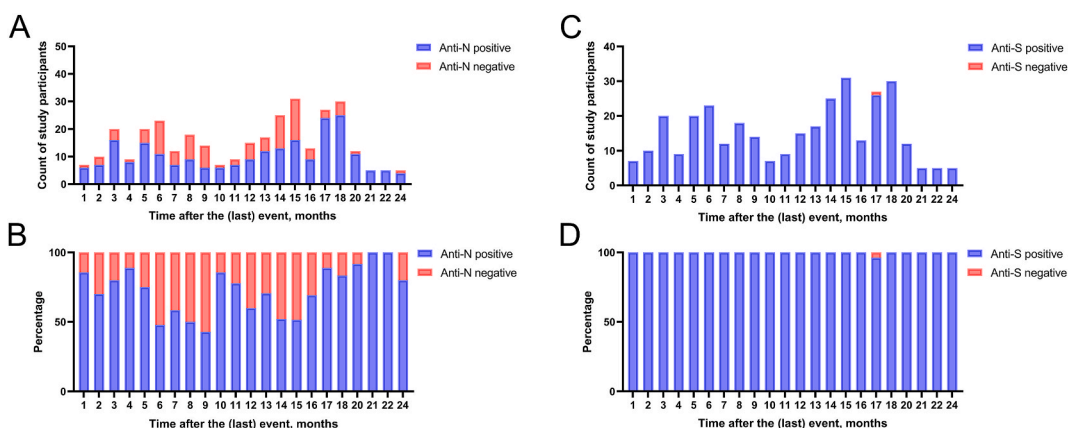 A
Count of study participants
50
40
30
20
10
0
1 2 3 4 5 6 7 8 9 10 11 12 13 14 15 16 17 18 20 21 22 24
Time after the (last) event, months
Anti-N positive
Anti-N negative
C
Count of study participants
40
30
20
10
0
1 2 3 4 5 6 7 8 9 10 11 12 13 14 15 16 17 18 20 21 22 24
Time after the (last) event, months
Anti-S positive
Anti-S negative
B
Percentage
100
50
0
1 2 3 4 5 6 7 8 9 10 11 12 13 14 15 16 17 18 20 21 22 24
Time after the (last) event, months
Anti-N positive
Anti-N negative
D
Percentage
100
50
0
1 2 3 4 5 6 7 8 9 10 11 12 13 14 15 16 17 18 20 21 22 24
Time after the (last) event, months
Anti-S positive
Anti-S negative